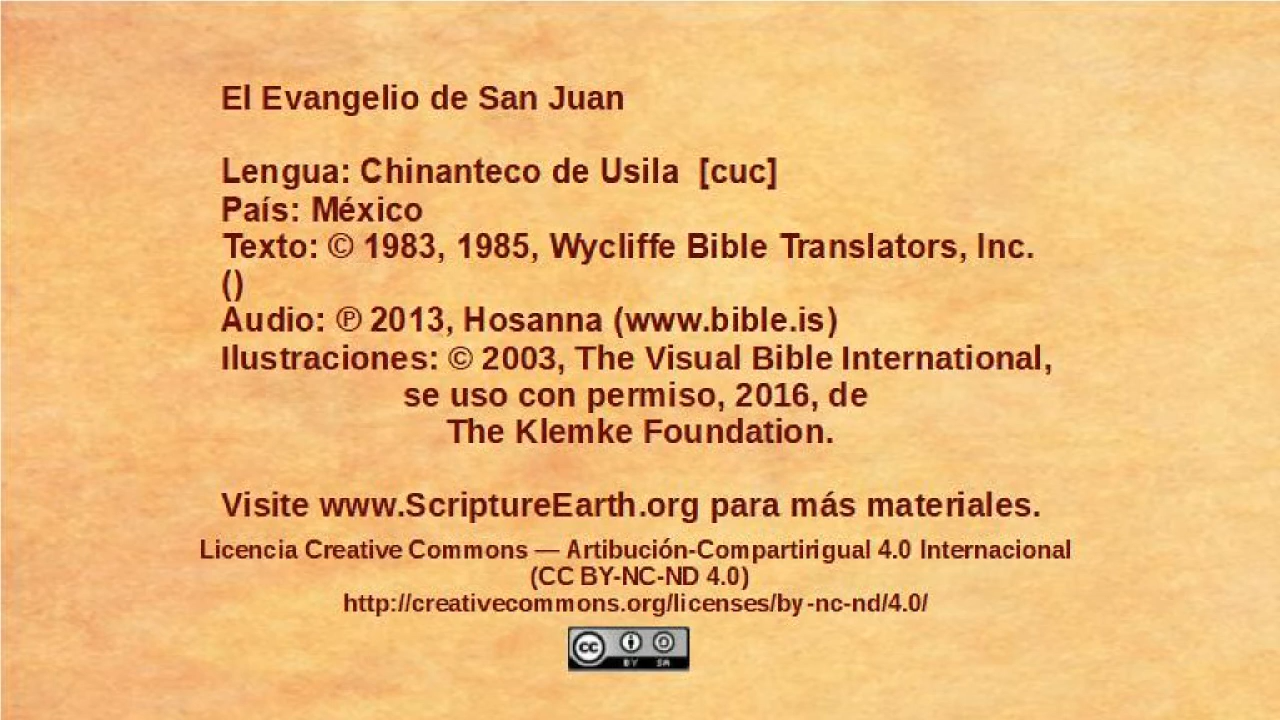 El Evangelio de San Juan
Lengua: Chinanteco de Usila [cuc]
País: México
Texto: © 1983, 1985, Wycliffe Bible Translators, Inc.
()
Audio: ℗ 2013, Hosanna (www.bible.is)
Ilustraciones: © 2003, The Visual Bible International,
se uso con permiso, 2016, de
The Klemke Foundation.
Visite www.ScriptureEarth.org para más materiales.
Licencia Creative Commons — Artibución-Compartirigual 4.0 Internacional
(CC BY-NC-ND 4.0)
http://creativecommons.org/licenses/by-nc-nd/4.0/
cc BY SA